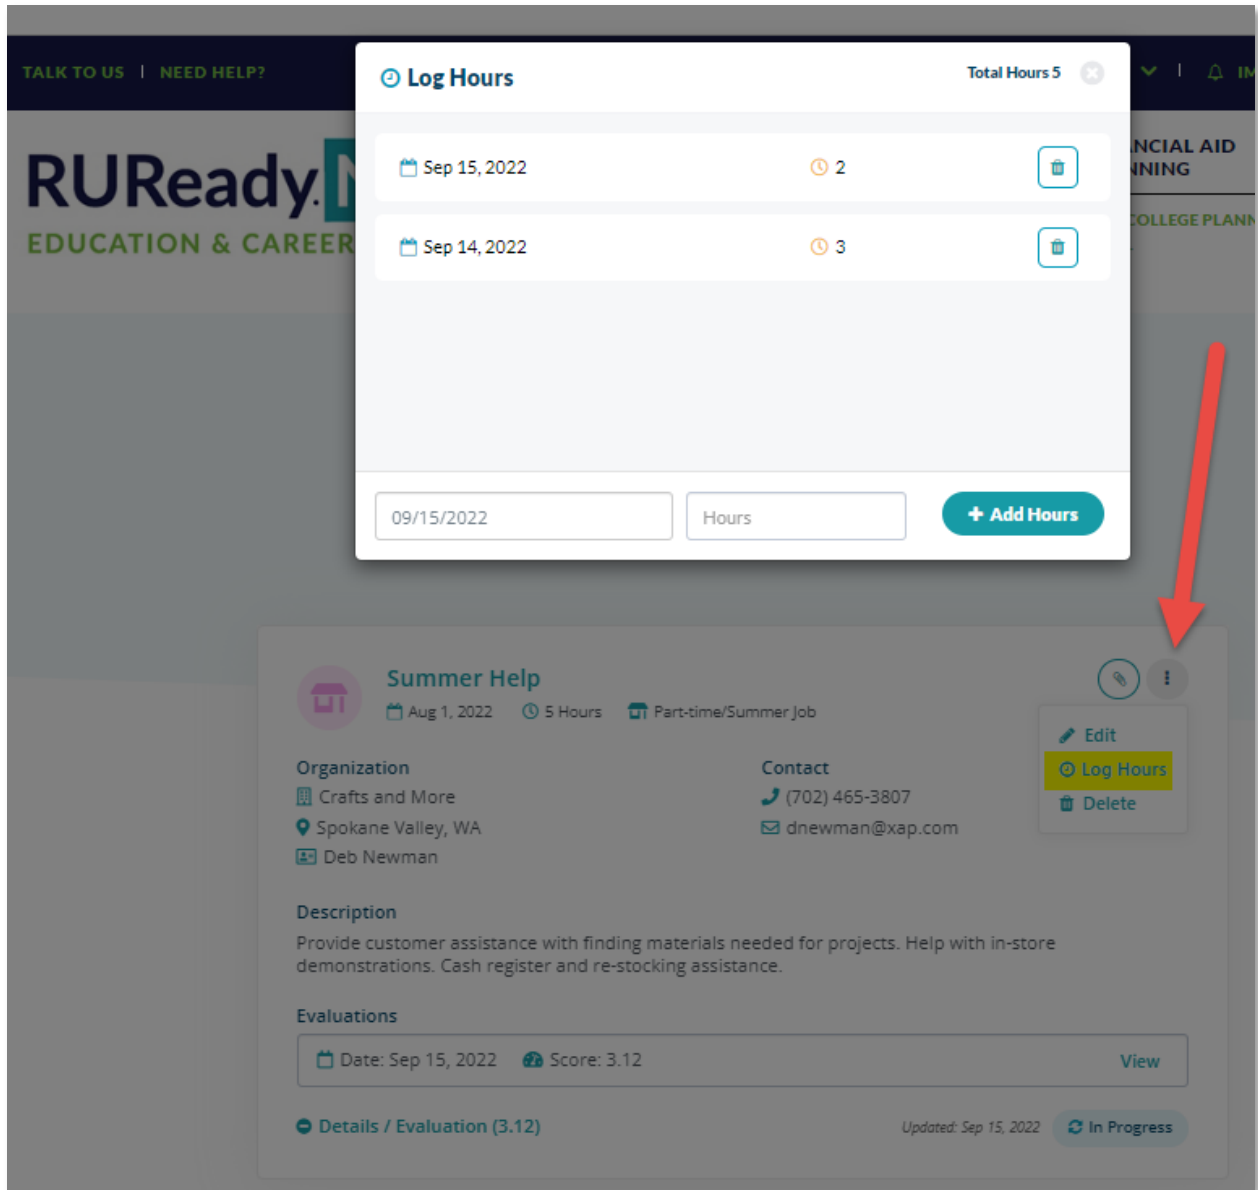 TALK TO US | NEED HELP?
Log Hours
Total Hours 5
Sep 15, 2022
2
Sep 14, 2022
3
09/15/2022
Hours
+ Add Hours
RUReady.
EDUCATION & CAREER
AID
COLLEGE
Summer Help
Aug 1, 2022
5 Hours
Part-time/Summer Job
Edit
Log Hours
Delete
Organization
Crafts and More
Spokane Valley, WA
Deb Newman
Contact
(702) 465-3807
dnewman@xap.com
Description
Provide customer assistance with finding materials needed for projects. Help with in-store
demonstrations. Cash register and re-stocking assistance.
Evaluations
Date: Sep 15, 2022
Score: 3.12
View
Details / Evaluation (3.12)
Updated: Sep 15, 2022
In Progress